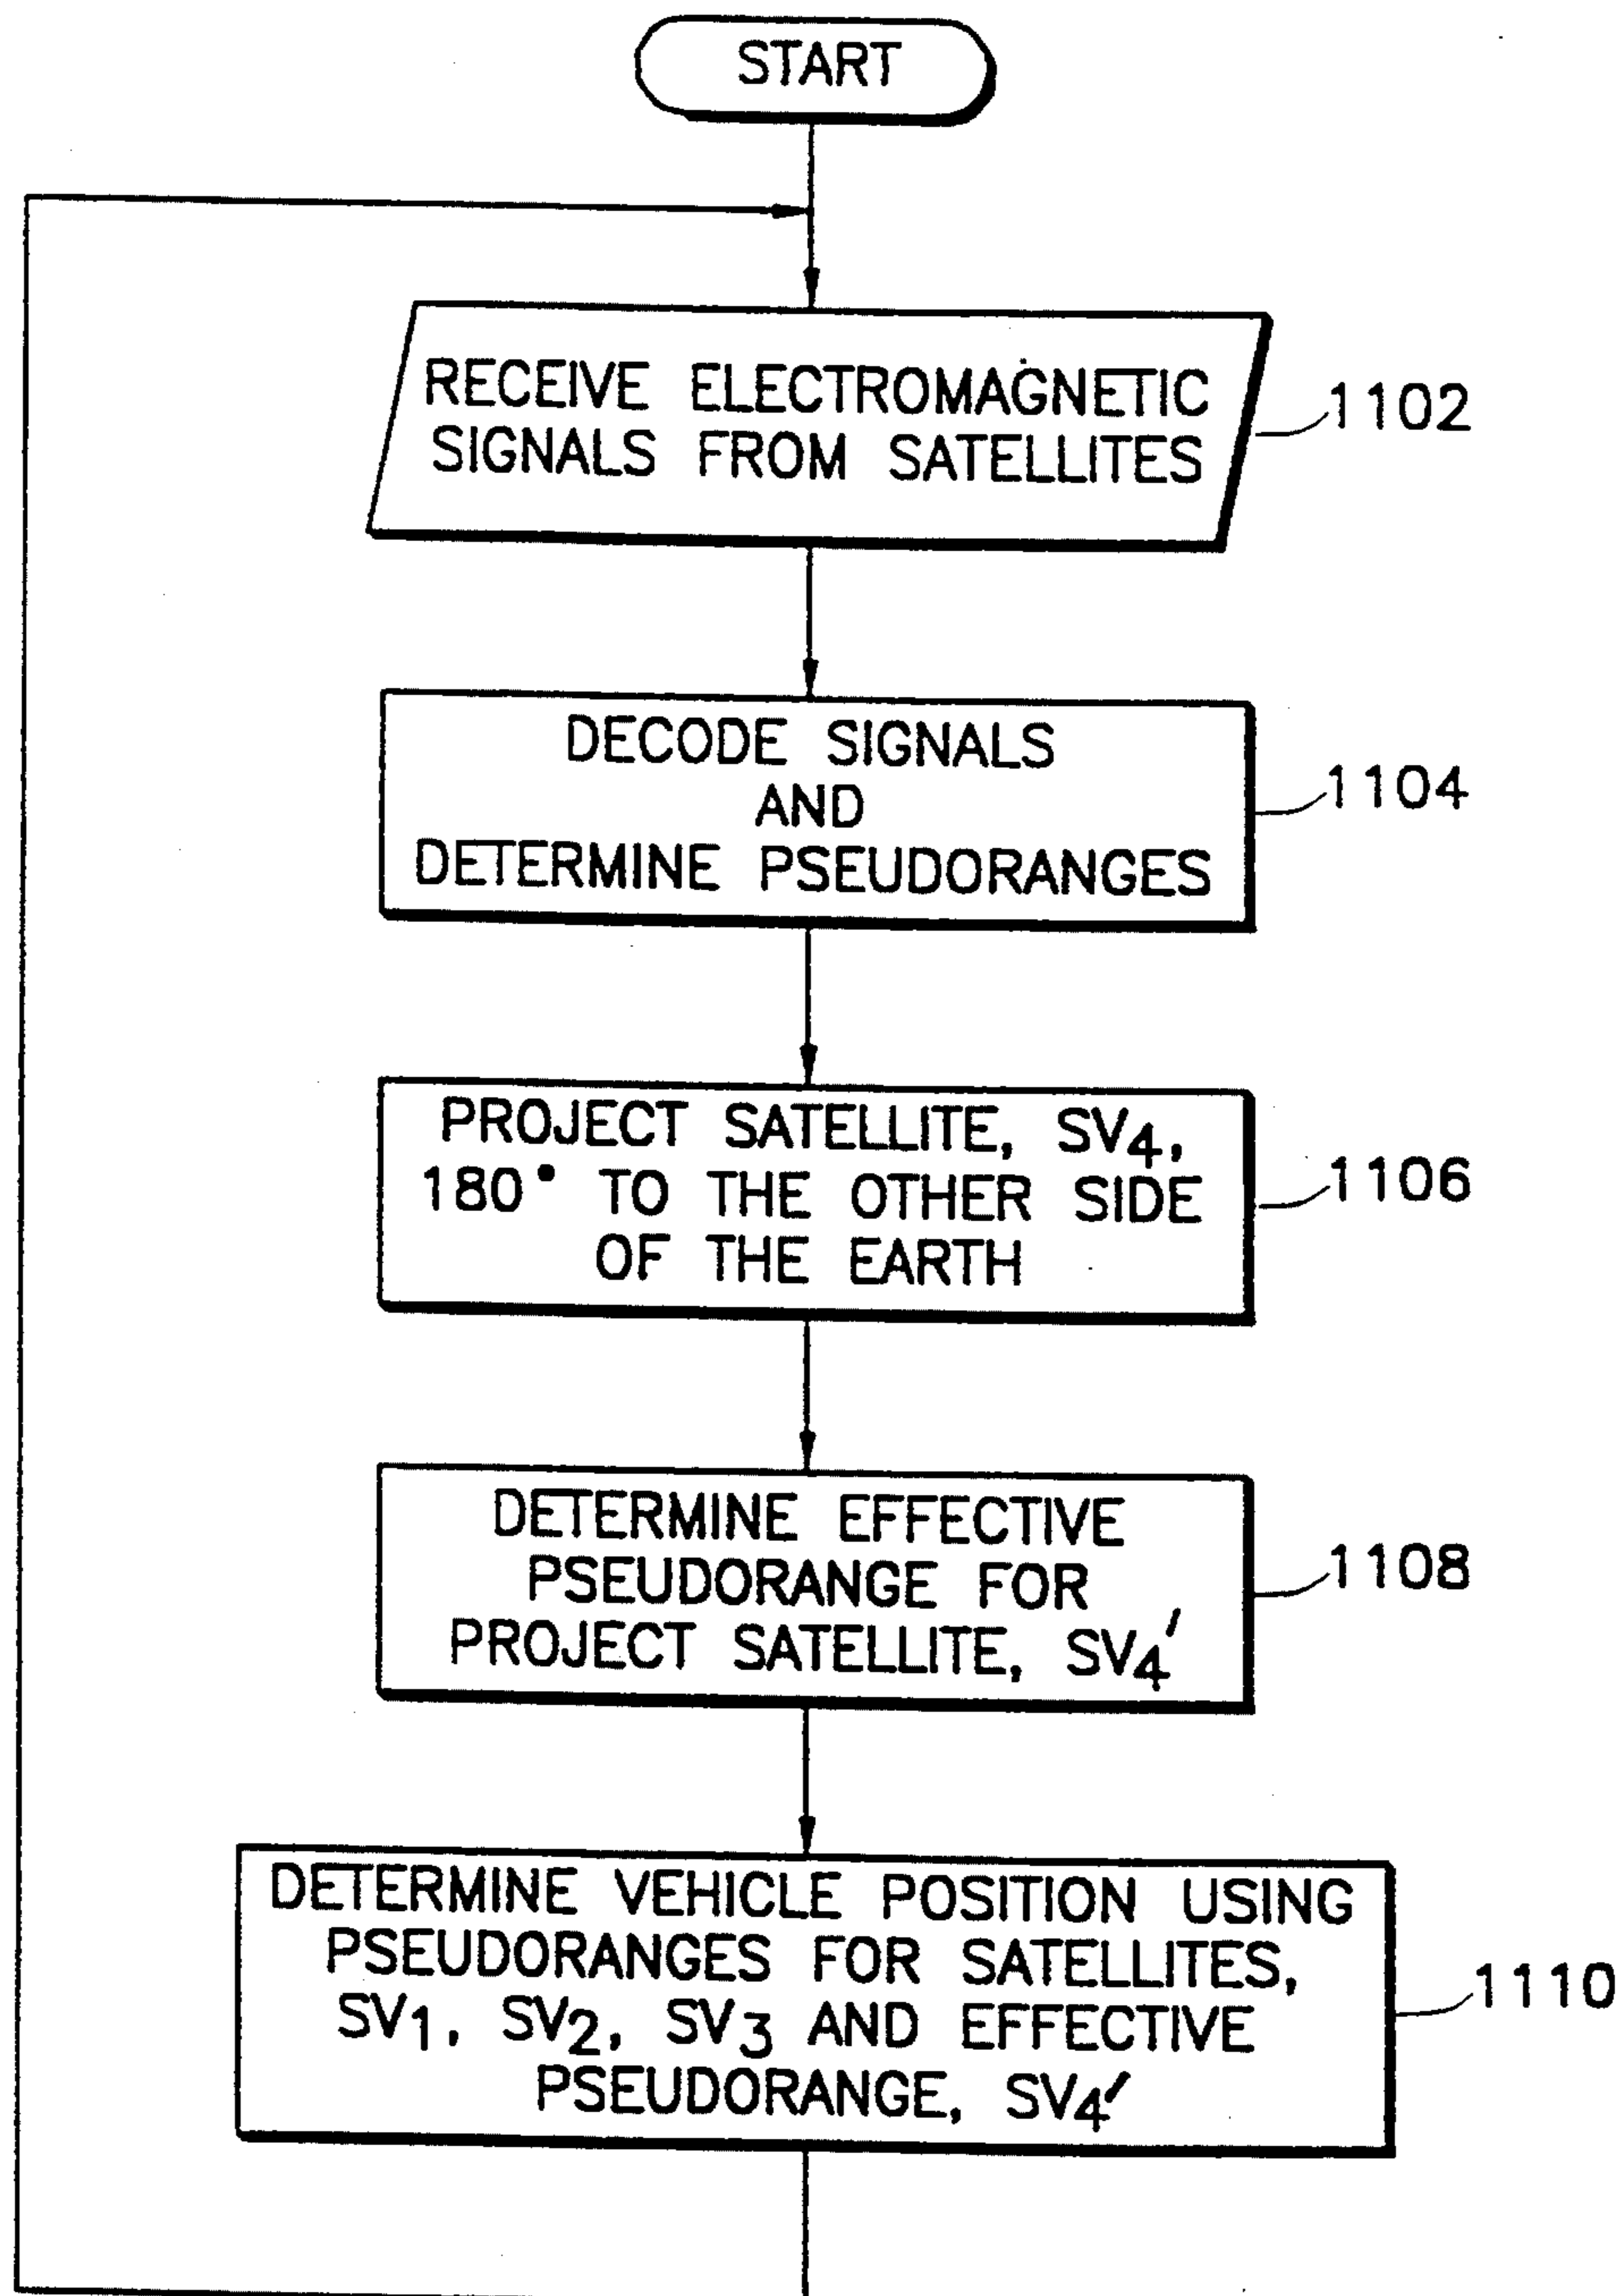 START
RECEIVE ELECTROMAGNETIC
SIGNALS FROM SATELLITES
1102
DECODE SIGNALS
AND
DETERMINE PSEUDORANGES
1104
PROJECT SATELLITE, SV4,
180° TO THE OTHER SIDE
OF THE EARTH
1106
DETERMINE EFFECTIVE
PSEUDORANGE FOR
PROJECT SATELLITE, SV4'
1108
DETERMINE VEHICLE POSITION USING
PSEUDORANGES FOR SATELLITES,
SV1, SV2, SV3 AND EFFECTIVE
PSEUDORANGE, SV4'
1110